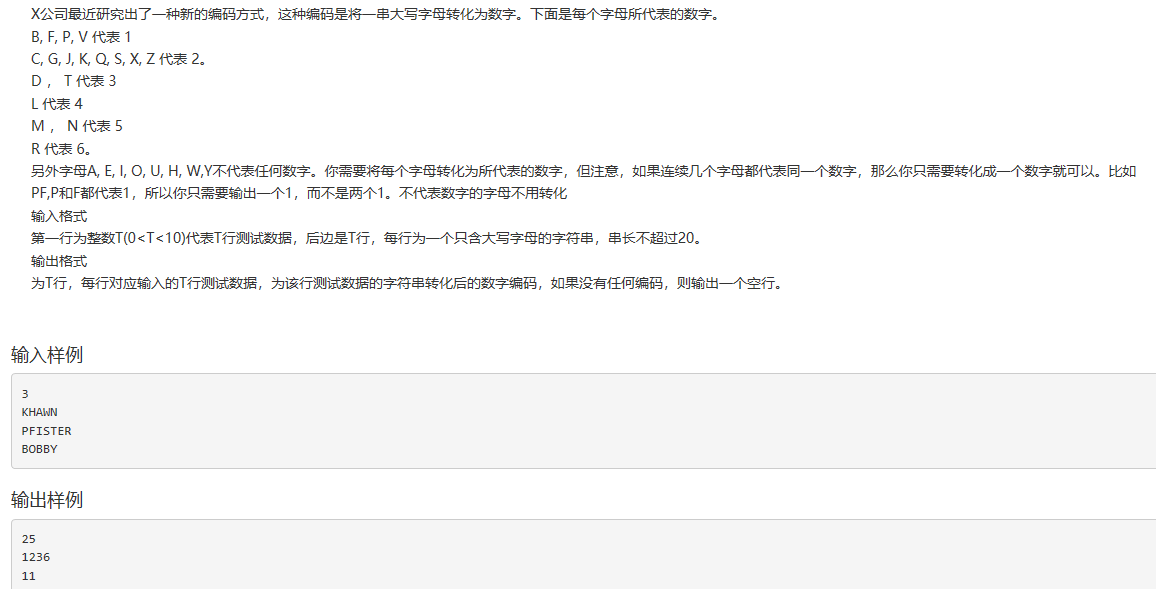 X公司最近研究出了一种新的编码方式，这种编码是将一串大写字母转化为数字。下面是每个字母所代表的数字。
B, F, P, V 代表 1
C, G, J, K, Q, S, X, Z 代表 2。
D ， T 代表 3
L 代表 4
M ， N 代表 5
R 代表 6。
另外字母A, E, I, O, U, H, W,Y不代表任何数字。你需要将每个字母转化为所代表的数字，但注意，如果连续几个字母都代表同一个数字，那么你只需要转化成一个数字就可以。比如
PF,P和F都代表1，所以你只需要输出一个1，而不是两个1。不代表数字的字母不用转化
输入格式
第一行为整数T(0<T<10)代表T行测试数据，后边是T行，每行为一个只含大写字母的字符串，串长不超过20。
输出格式
为T行，每行对应输入的T行测试数据，为该行测试数据的字符串转化后的数字编码，如果没有任何编码，则输出一个空行。
输入样例
3
KHAWN
PFISTER
BOBBY
输出样例
25
1236
11